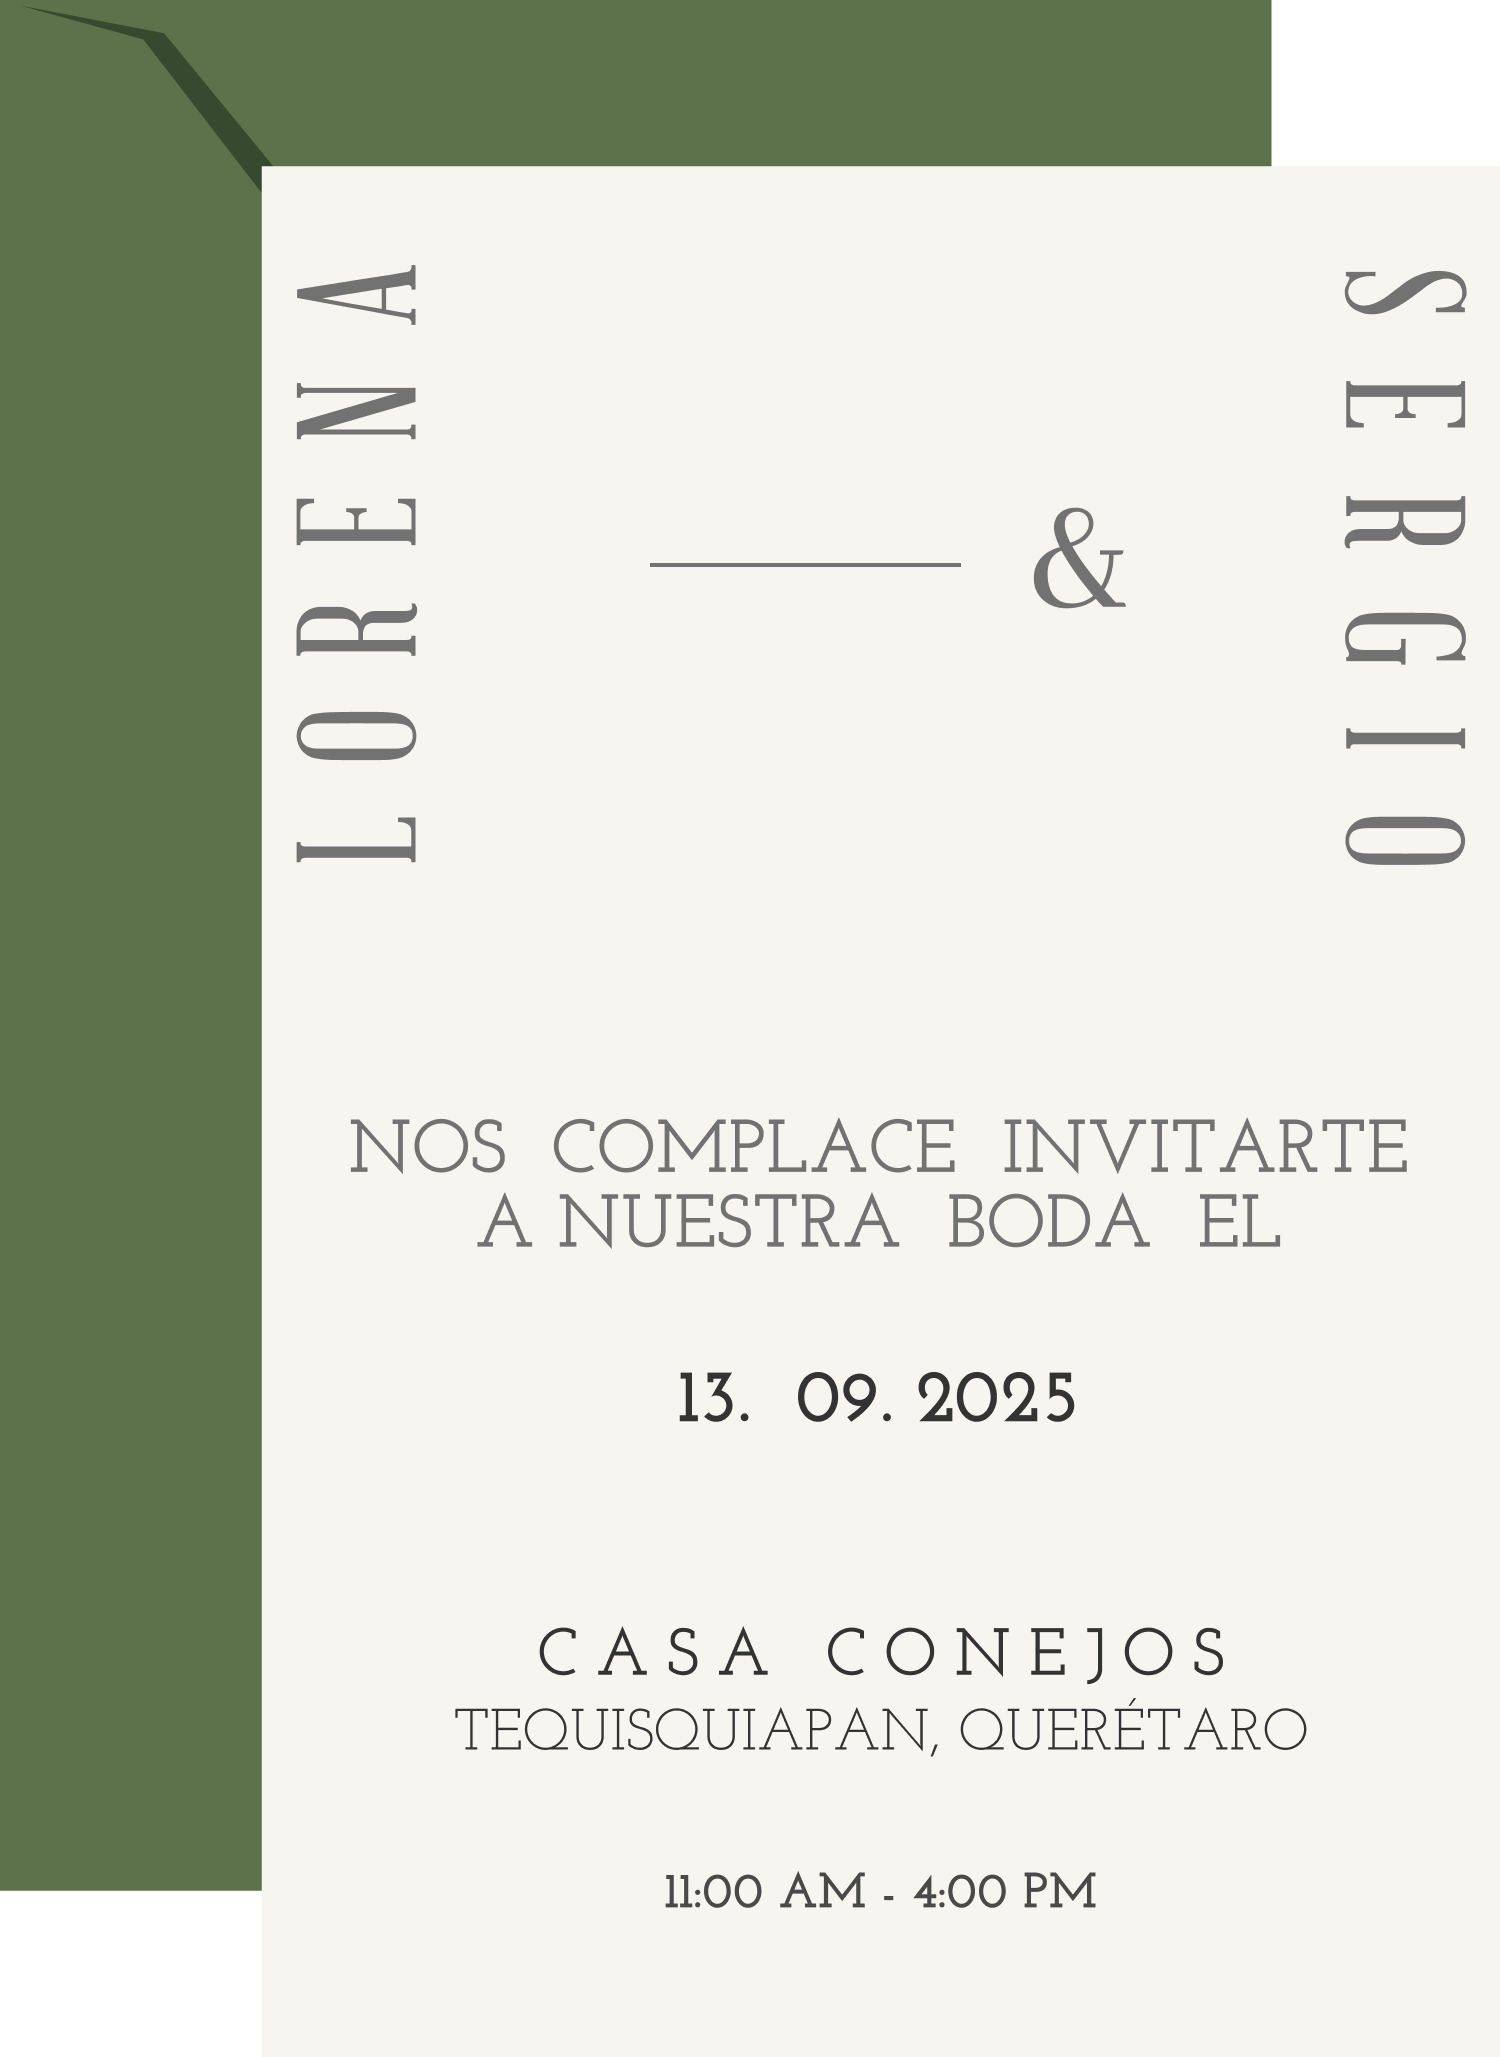 LORENA
&
SERGIO
NOS COMPLACE INVITARTE
A NUESTRA BODA EL
13. 09. 2025
CASA CONEJOS
TEQUISQUIAPAN, QUERÉTARO
11:00 AM - 4:00 PM